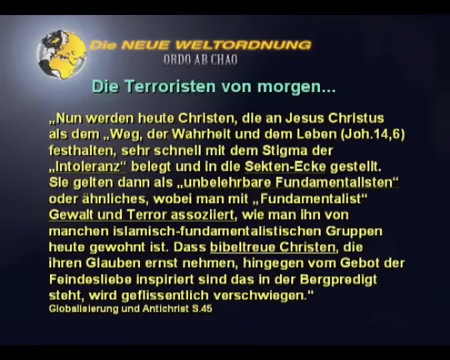 Die NEUE WELTORDNUNG
ORDO AB CHAO
Die Terroristen von morgen...
„Nun werden heute Christen, die an Jesus Christus
als dem „Weg, der Wahrheit und dem Leben (Joh.14,6)
festhalten, sehr schnell mit dem Stigma der
„Intoleranz“ belegt und in die Sekten-Ecke gestellt.
Sie gelten dann als „unbelehrbare Fundamentalisten“
oder ähnliches, wobei man mit „Fundamentalist“
Gewalt und Terror assoziiert, wie man ihn von
manchen islamisch-fundamentalistischen Gruppen
heute gewohnt ist. Dass bibeltreue Christen, die
ihren Glauben ernst nehmen, hingegen vom Gebot der
Feindesliebe inspiriert sind das in der Bergpredigt
steht, wird geflissentlich verschwiegen.“
Globalisierung und Antichrist S.45